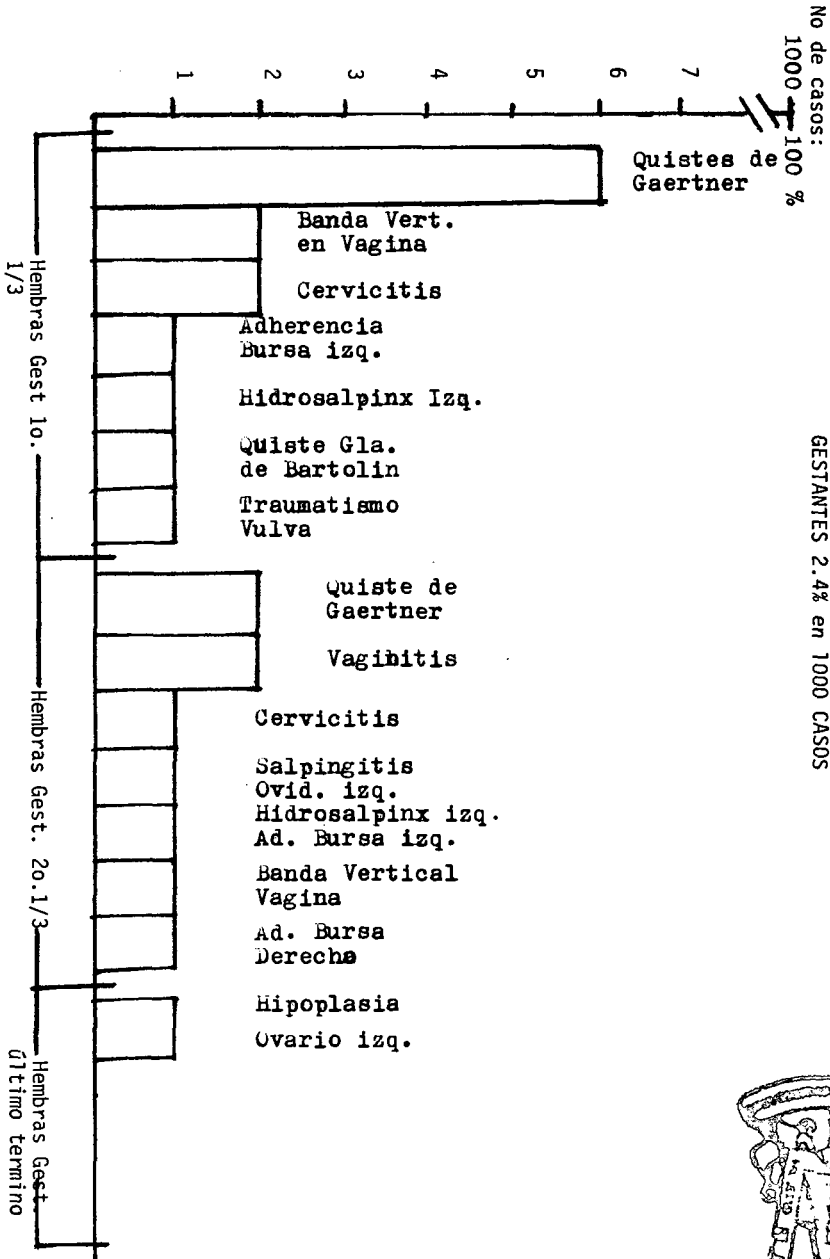 No de casos:
1000 100 %
GESTANTES 2.4% en 1000 CASOS
7
6
5
4
3
2
1
Quistes de
Gaertner
Banda Vert.
en Vagina
Cervicitis
Adherencia
Bursa izq.
Hidrosalpinx Izq.
Quiste Gla.
de Bartolin
Traumatismo
Vulva
Quiste de
Gaertner
Vaginitis
Cervicitis
Salpingitis
Ovid. izq.
Hidrosalpinx izq.
Ad. Bursa izq.
Banda Vertical
Vagina
Ad. Bursa
Derecha
Hipoplasia
Ovario izq.
Hembras Gest 1o.
1/3
Hembras Gest. 2o.1/3
Hembras Gest
último termino